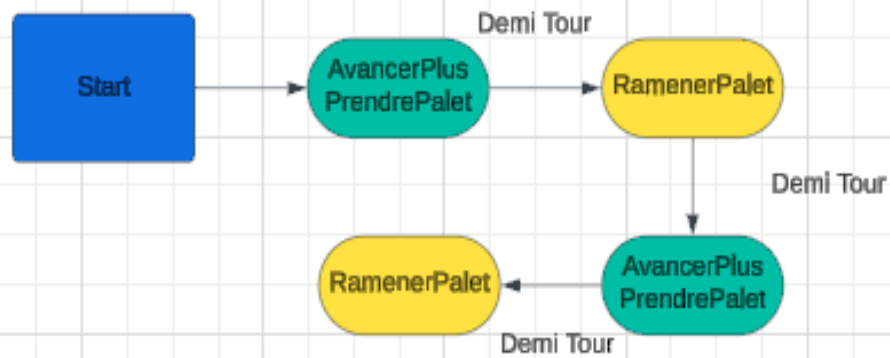 Demi Tour
Start
AvancerPlus
PrendrePalet
RamenerPalet
Demi Tour
AvancerPlus
PrendrePalet
RamenerPalet
Demi Tour